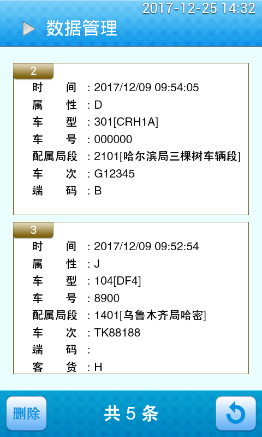 2017-12-25 14:32
数据管理
2
时 间 : 2017/12/09 09:54:05
属 性 : D
车 型 : 301[CRH1A]
车 号 : 000000
配属局段 : 2101[哈尔滨局三棵树车辆段]
车 次 : G12345
端 码 : B
3
时 间 : 2017/12/09 09:52:54
属 性 : J
车 型 : 104[DF4]
车 号 : 8900
配属局段 : 1401[乌鲁木齐局哈密]
车 次 : TK88188
端 码 :
客 货 : H
删除
共 5 条